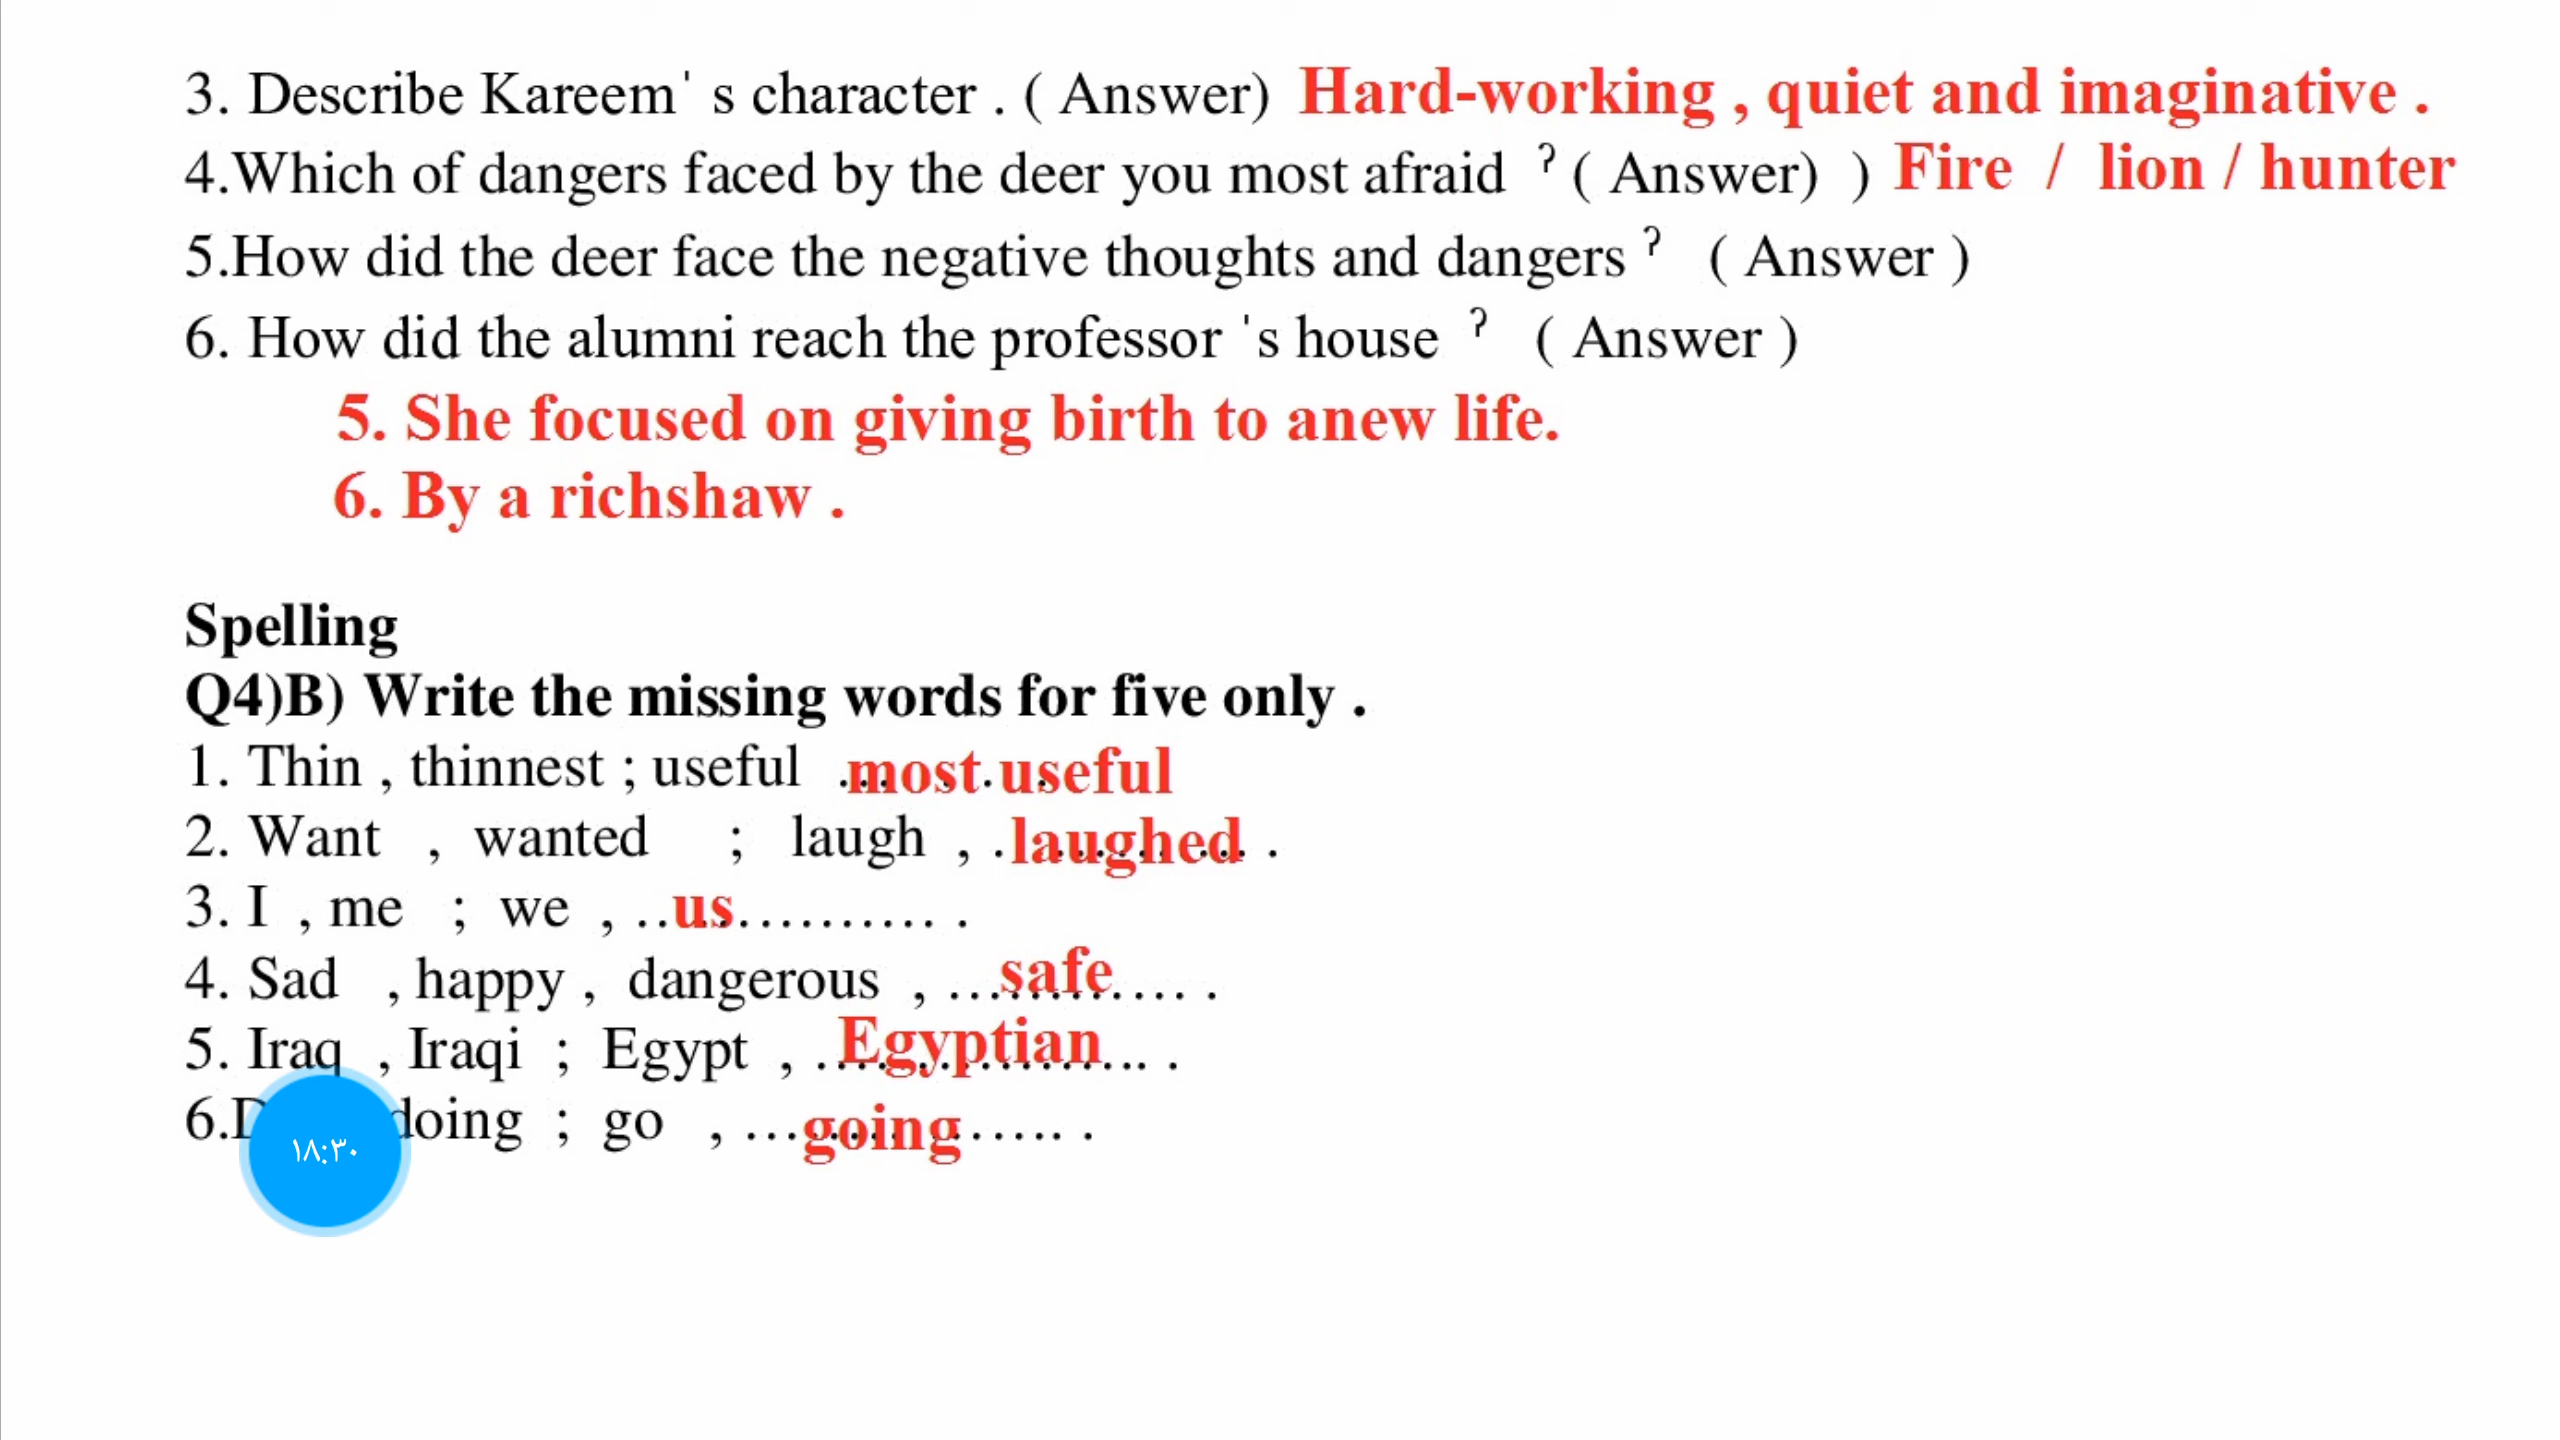 3. Describe Kareem' s character . ( Answer) Hard-working , quiet and imaginative .
4.Which of dangers faced by the deer you most afraid ? ( Answer) ) Fire / lion / hunter
5.How did the deer face the negative thoughts and dangers ? ( Answer )
6. How did the alumni reach the professor 's house ? ( Answer )
5. She focused on giving birth to anew life.
6. By a richshaw .
Spelling
Q4)B) Write the missing words for five only .
1. Thin , thinnest ; useful ... most useful
2. Want , wanted ; laugh , . laughed .. .
3. I , me ; we , ..us........... .
4. Sad , happy , dangerous , ...safe.... .
5. Iraq , Iraqi ; Egypt , . Egyptian .. .
6. doing ; go , ...going...... .
١٨:٣٠